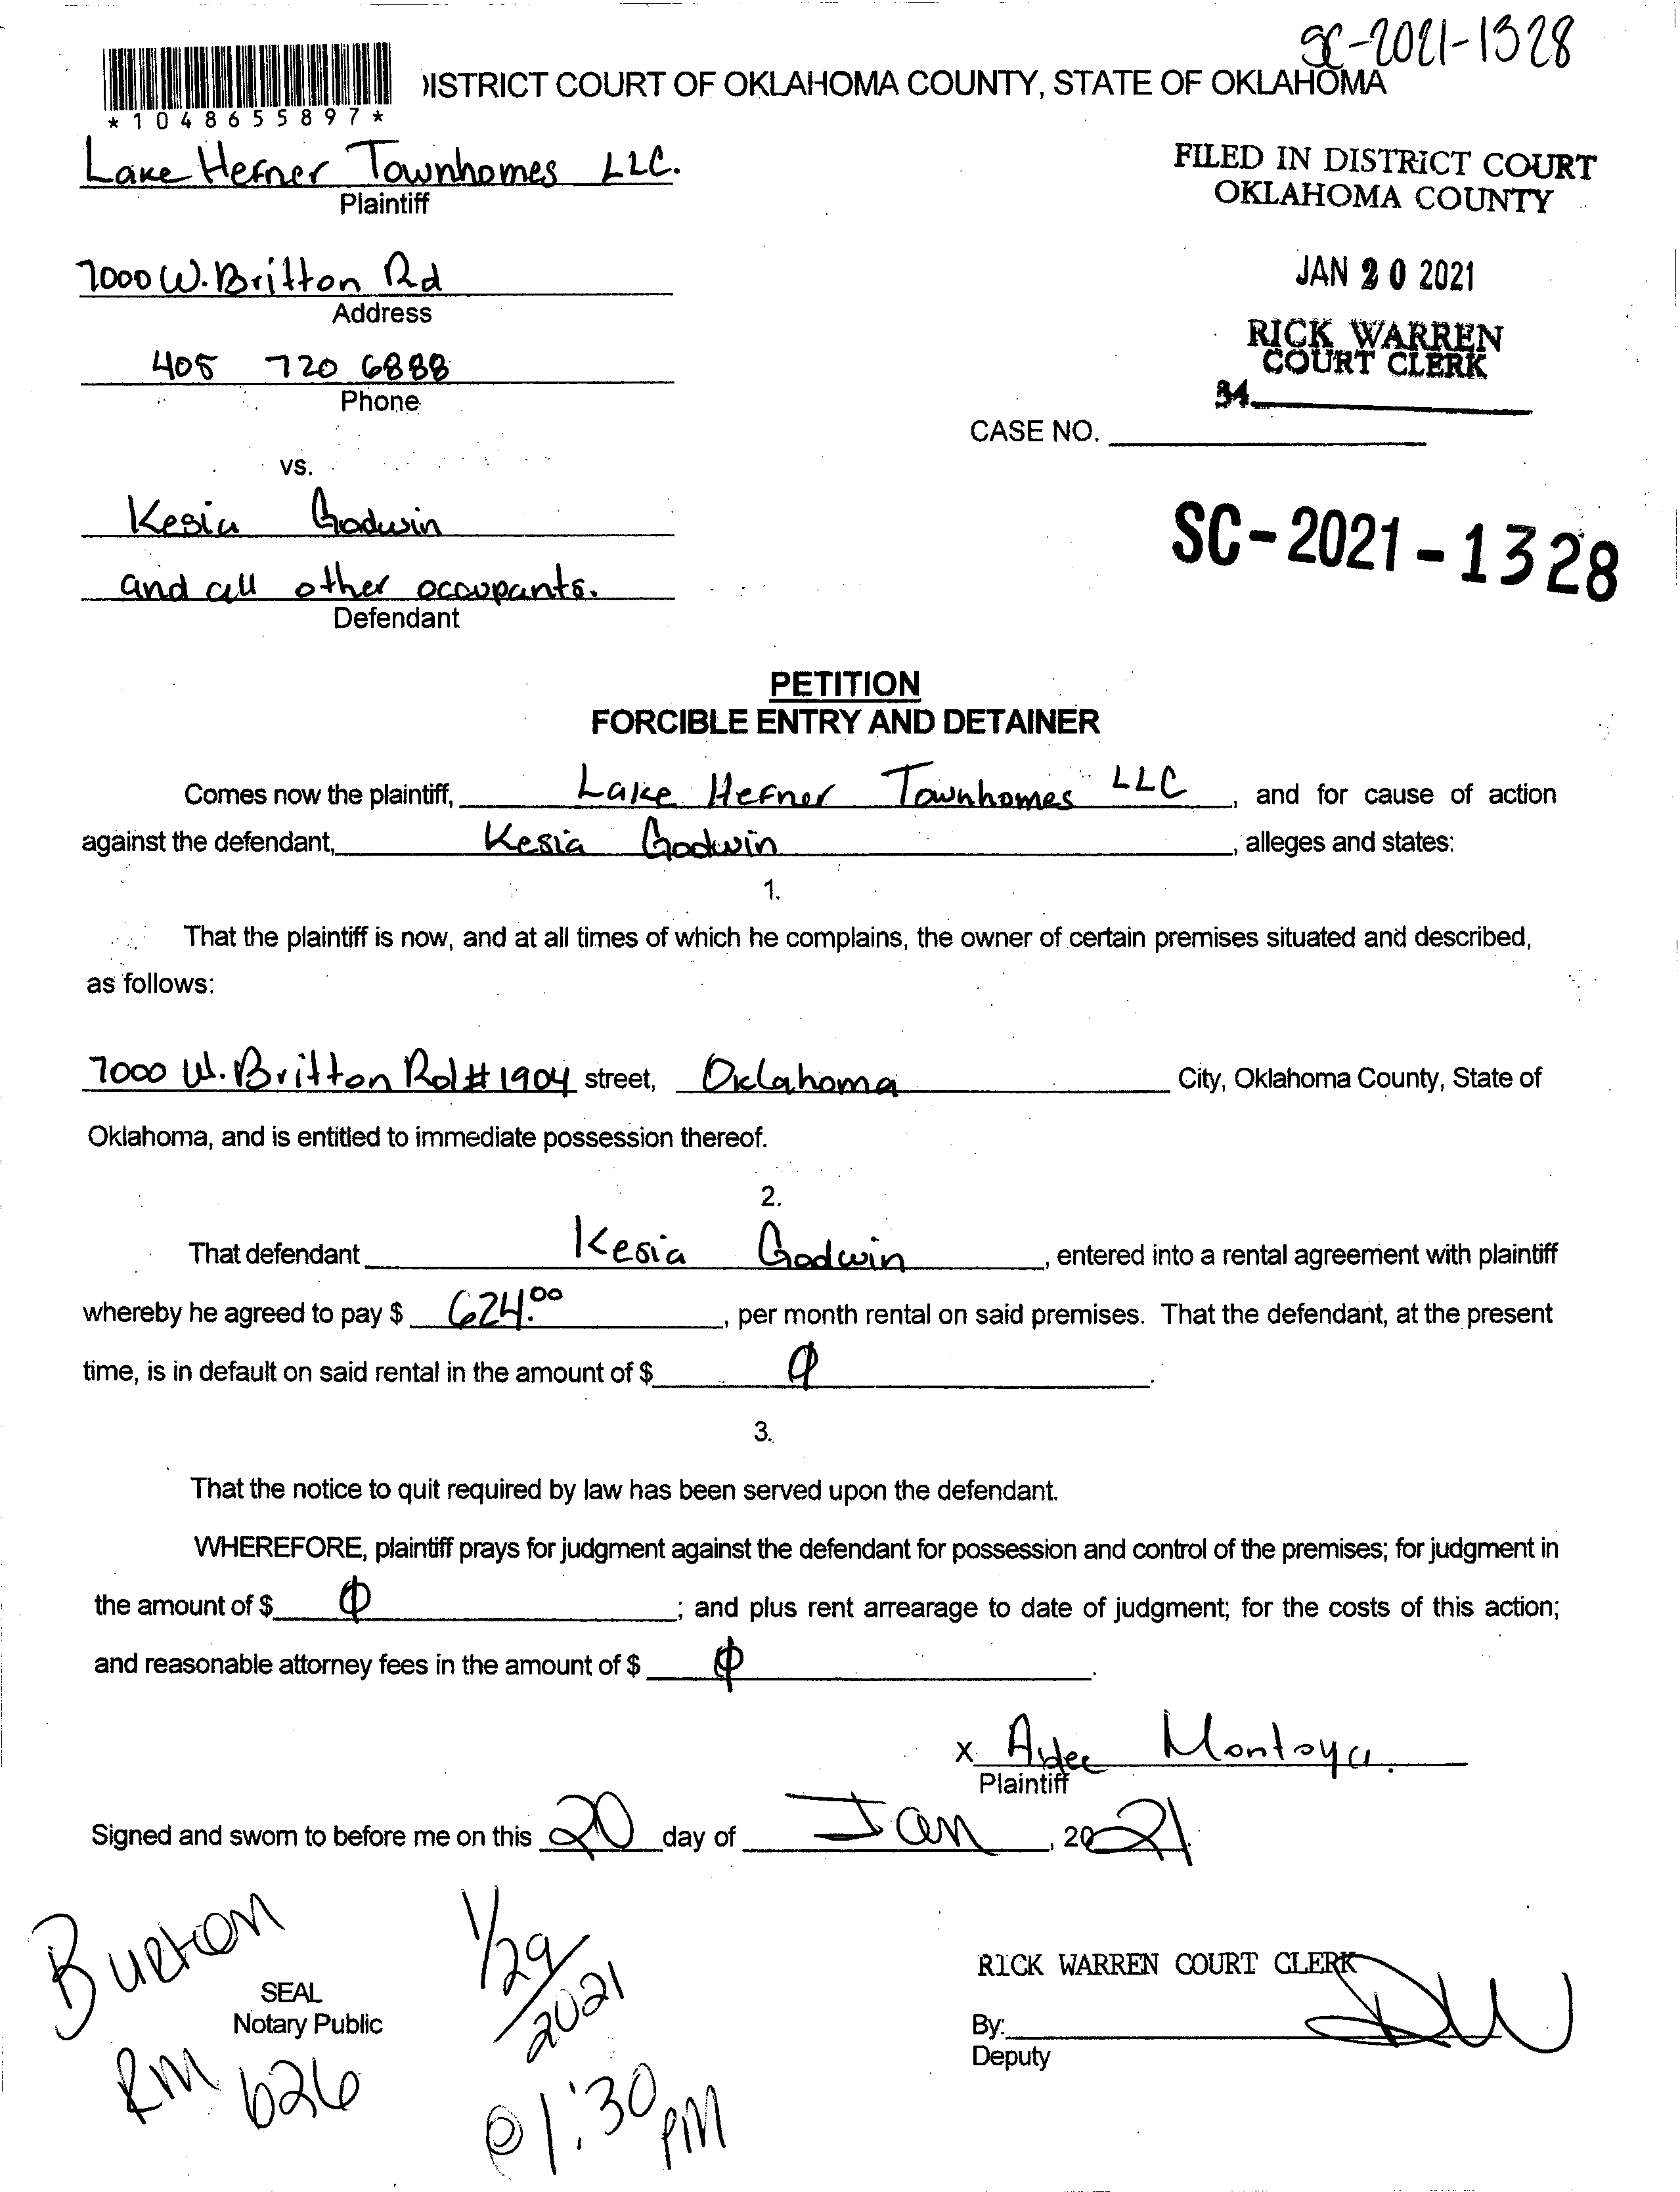 SC-2021-1328
DISTRICT COURT OF OKLAHOMA COUNTY, STATE OF OKLAHOMA
*1048655897*
Lake Hefner Townhomes LLC.
Plaintiff
FILED IN DISTRICT COURT
OKLAHOMA COUNTY
7000 W. Britton Rd
Address
JAN 20 2021
RICK WARREN
COURT CLERK
405 720 6888
Phone
34
CASE NO.
vs.
Kesia Godwin
SC-2021-1328
and all other occupants.
Defendant
PETITION
FORCIBLE ENTRY AND DETAINER
Comes now the plaintiff, Lake Hefner Townhomes LLC, and for cause of action
against the defendant, Kesia Godwin, alleges and states:
1.
That the plaintiff is now, and at all times of which he complains, the owner of certain premises situated and described,
as follows:
7000 W. Britton Rd # 1904 street, Oklahoma City, Oklahoma County, State of
Oklahoma, and is entitled to immediate possession thereof.
2.
That defendant Kesia Godwin, entered into a rental agreement with plaintiff
whereby he agreed to pay $ 624.00, per month rental on said premises. That the defendant, at the present
time, is in default on said rental in the amount of $ 0.
3.
That the notice to quit required by law has been served upon the defendant.
WHEREFORE, plaintiff prays for judgment against the defendant for possession and control of the premises; for judgment in
the amount of $ 0; and plus rent arrearage to date of judgment; for the costs of this action;
and reasonable attorney fees in the amount of $ 0.
x Aidee Montoya.
Plaintiff
Signed and sworn to before me on this 20 day of Jan, 2021.
Burton
RM 626
SEAL
Notary Public
1/29/2021
@ 1:30 PM
RICK WARREN COURT CLERK
By: DW
Deputy